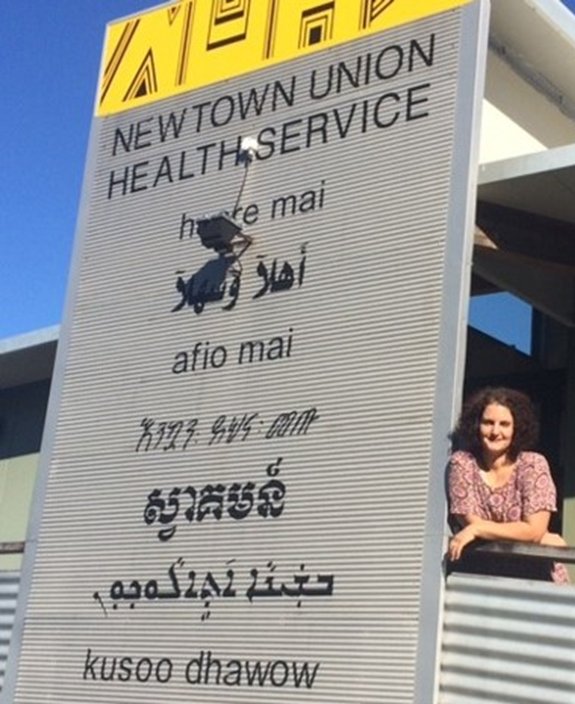 NEWTOWN UNION
HEALTH SERVICE
haere mai
أهلاً وسهلاً
afio mai
ស្វាគមន៍
kusoo dhawow